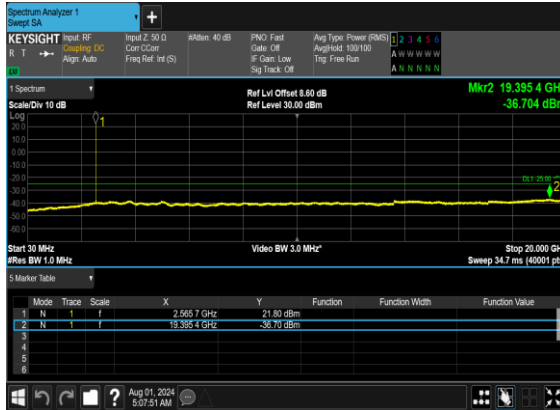 Spectrum Analyzer 1
Swept SA
+
KEYSIGHT Input: RF Input Z: 50 Ω #Atten: 40 dB PNO: Fast Avg Type: Power (RMS) 1 2 3 4 5 6
R T Coupling: DC Corr CCorr Gate: Off Avg|Hold: 100/100 A W W W W W
Align: Auto Freq Ref: Int (S) IF Gain: Low Trig: Free Run A N N N N N
Sig Track: Off
LXI
1 Spectrum
Ref Lvl Offset 8.60 dB Mkr2 19.395 4 GH
Scale/Div 10 dB Ref Level 30.00 dBm -36.704 dBr
Log
1
20.0
10.0
0.00
-10.0
-20.0
DL1 -25.00
2
-30.0
-40.0
-50.0
-60.0
Start 30 MHz Video BW 3.0 MHz* Stop 20.000 GH
#Res BW 1.0 MHz Sweep 34.7 ms (40001 pt
5 Marker Table
Mode Trace Scale X Y Function Function Width Function Value
1 N 1 f 2.565 7 GHz 21.80 dBm
2 N 1 f 19.395 4 GHz -36.70 dBm
3
4
5
6
? Aug 01, 2024
5:07:51 AM